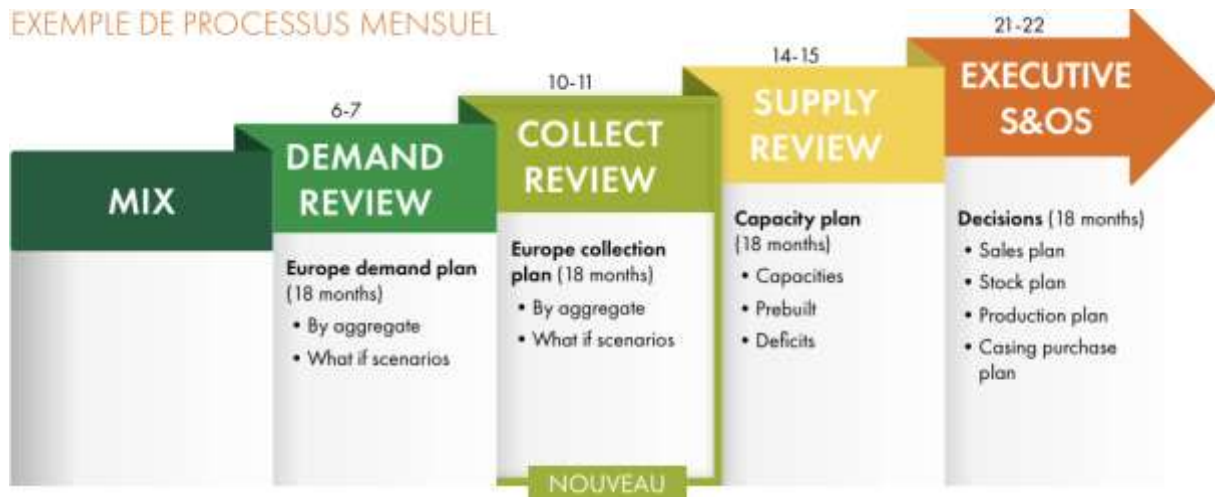 EXEMPLE DE PROCESSUS MENSUEL
MIX
6-7
DEMAND
REVIEW
Europe demand plan
(18 months)
• By aggregate
• What if scenarios
10-11
COLLECT
REVIEW
Europe collection
plan (18 months)
• By aggregate
• What if scenarios
NOUVEAU
14-15
SUPPLY
REVIEW
Capacity plan
(18 months)
• Capacities
• Prebuilt
• Deficits
21-22
EXECUTIVE
S&OS
Decisions (18 months)
• Sales plan
• Stock plan
• Production plan
• Casing purchase
plan